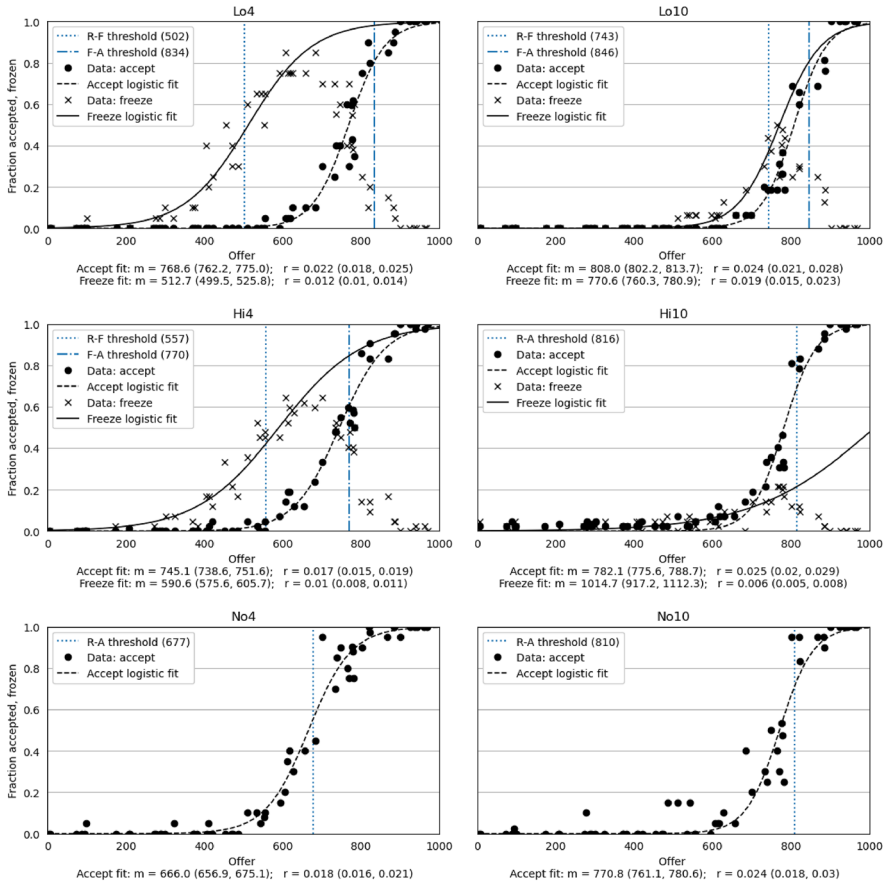 Lo4
R-F threshold (502)
F-A threshold (834)
Data: accept
Accept logistic fit
Data: freeze
Freeze logistic fit
Fraction accepted, frozen
1.0
0.8
0.6
0.4
0.2
0.0
0 200 400 600 800 1000
Offer
Accept fit: m = 768.6 (762.2, 775.0); r = 0.022 (0.018, 0.025)
Freeze fit: m = 512.7 (499.5, 525.8); r = 0.012 (0.01, 0.014)
Lo10
R-F threshold (743)
F-A threshold (846)
Data: accept
Accept logistic fit
Data: freeze
Freeze logistic fit
1.0
0.8
0.6
0.4
0.2
0.0
0 200 400 600 800 1000
Offer
Accept fit: m = 808.0 (802.2, 813.7); r = 0.024 (0.021, 0.028)
Freeze fit: m = 770.6 (760.3, 780.9); r = 0.019 (0.015, 0.023)
Hi4
R-F threshold (557)
F-A threshold (770)
Data: accept
Accept logistic fit
Data: freeze
Freeze logistic fit
Fraction accepted, frozen
1.0
0.8
0.6
0.4
0.2
0.0
0 200 400 600 800 1000
Offer
Accept fit: m = 745.1 (738.6, 751.6); r = 0.017 (0.015, 0.019)
Freeze fit: m = 590.6 (575.6, 605.7); r = 0.01 (0.008, 0.011)
Hi10
R-A threshold (816)
Data: accept
Accept logistic fit
Data: freeze
Freeze logistic fit
1.0
0.8
0.6
0.4
0.2
0.0
0 200 400 600 800 1000
Offer
Accept fit: m = 782.1 (775.6, 788.7); r = 0.025 (0.02, 0.029)
Freeze fit: m = 1014.7 (917.2, 1112.3); r = 0.006 (0.005, 0.008)
No4
R-A threshold (677)
Data: accept
Accept logistic fit
Fraction accepted, frozen
1.0
0.8
0.6
0.4
0.2
0.0
0 200 400 600 800 1000
Offer
Accept fit: m = 666.0 (656.9, 675.1); r = 0.018 (0.016, 0.021)
No10
R-A threshold (810)
Data: accept
Accept logistic fit
1.0
0.8
0.6
0.4
0.2
0.0
0 200 400 600 800 1000
Offer
Accept fit: m = 770.8 (761.1, 780.6); r = 0.024 (0.018, 0.03)